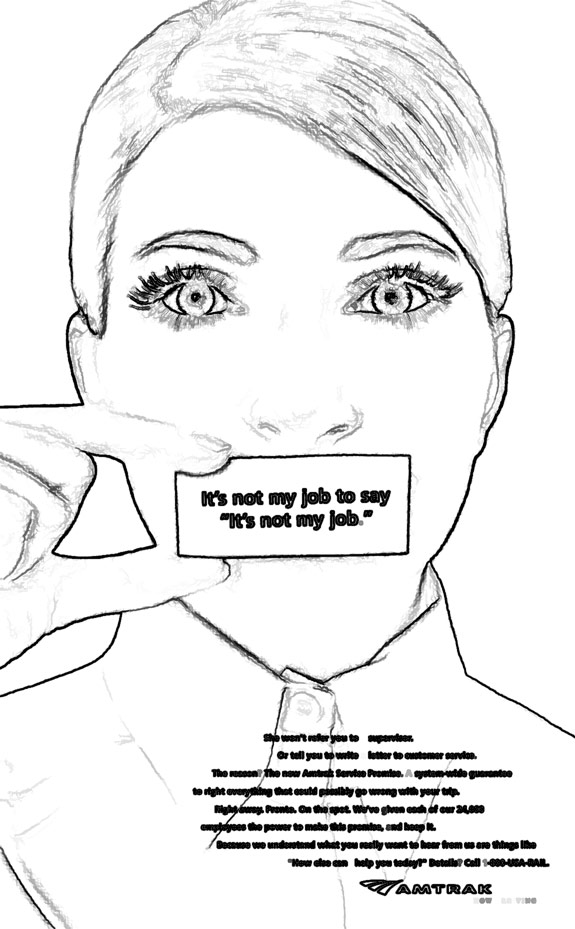 It's not my job to say
"It's not my job."
She won't refer you to supervisor.
Or tell you to write letter to customer service.
The reason? The new Amtrak Service Promise. A system-wide guarantee
to right everything that could possibly go wrong with your trip.
Right away. Pronto. On the spot. We've given each of our 24,000
employees the power to make this promise, and keep it.
Because we understand what you really want to hear from us are things like
"How else can help you today?" Details? Call 1-800-USA-RAIL.
AMTRAK